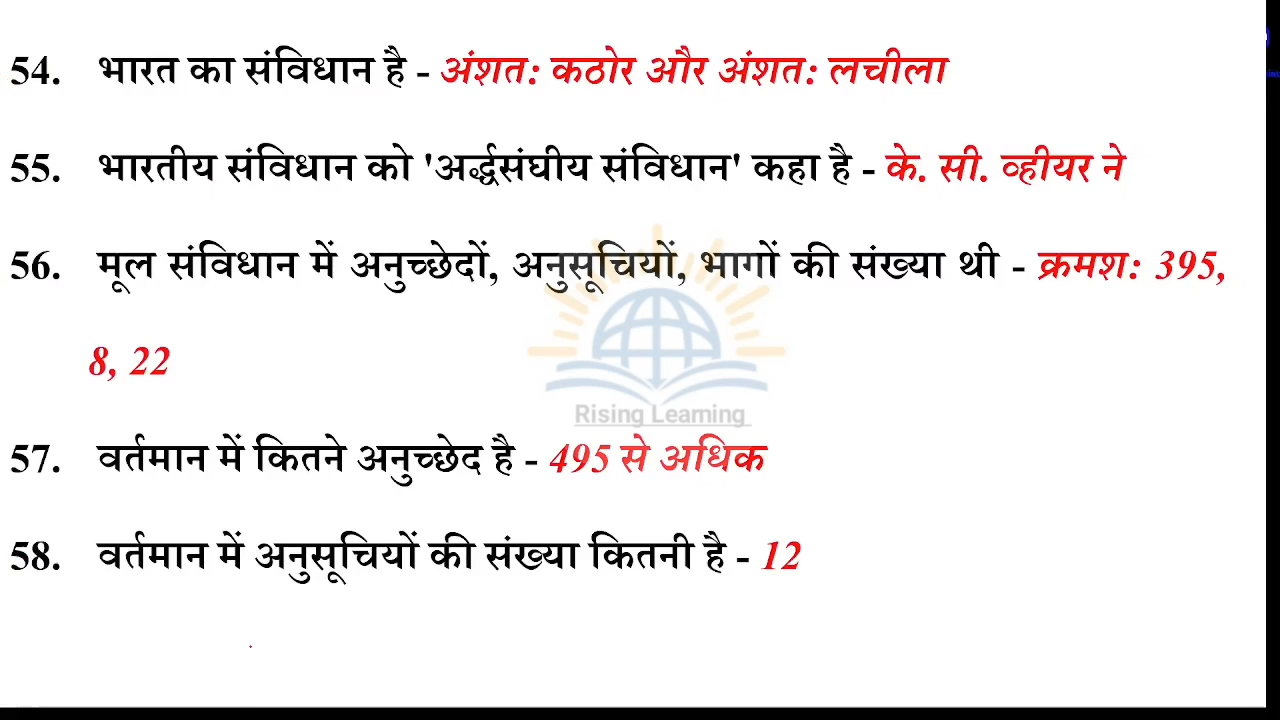 54. भारत का संविधान है - अंशत: कठोर और अंशत: लचीला
55. भारतीय संविधान को 'अर्द्धसंघीय संविधान' कहा है - के. सी. व्हीयर ने
56. मूल संविधान में अनुच्छेदों, अनुसूचियों, भागों की संख्या थी - क्रमश: 395,
8, 22
Rising Learning
57. वर्तमान में कितने अनुच्छेद है - 495 से अधिक
58. वर्तमान में अनुसूचियों की संख्या कितनी है - 12